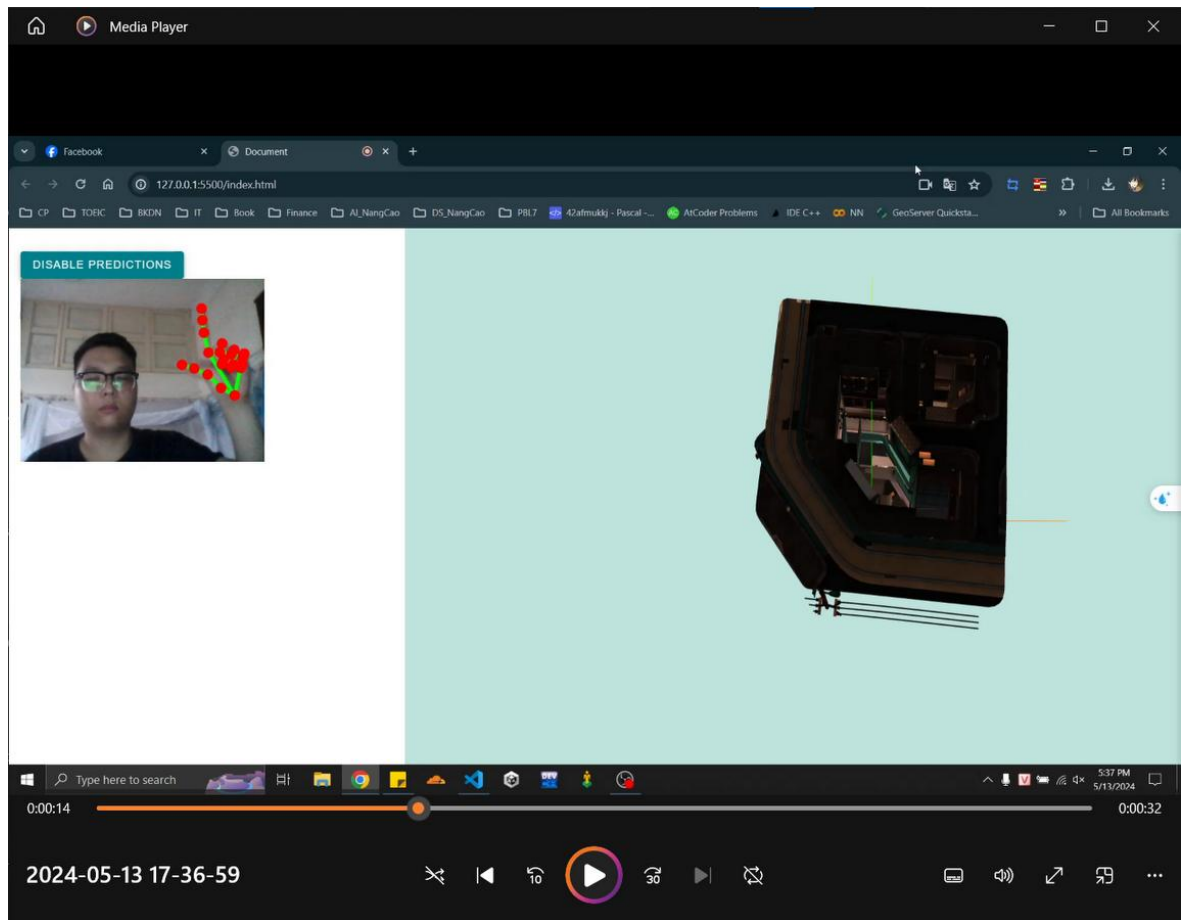 Media Player
Facebook
Document
127.0.0.1:5500/index.html
CP TOEIC BKDN IT Book Finance AI_NangCao DS_NangCao PBL7 42afmukkj - Pascal -... AtCoder Problems IDE C++ NN GeoServer Quicksta... » All Bookmarks
DISABLE PREDICTIONS
Type here to search
5:37 PM
5/13/2024
0:00:14
0:00:32
2024-05-13 17-36-59
10
30